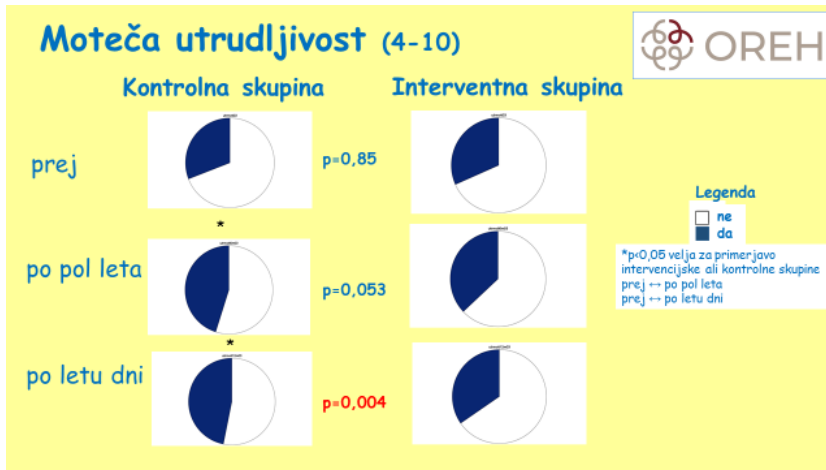 Moteča utrudljivost (4-10)
OREH
Kontrolna skupina
Interventna skupina
prej
p=0,85
*
po pol leta
p=0,053
*
po letu dni
p=0,004
Legenda
ne
da
*p<0,05 velja za primerjavo
intervencijske ali kontrolne skupine
prej ↔ po pol leta
prej ↔ po letu dni